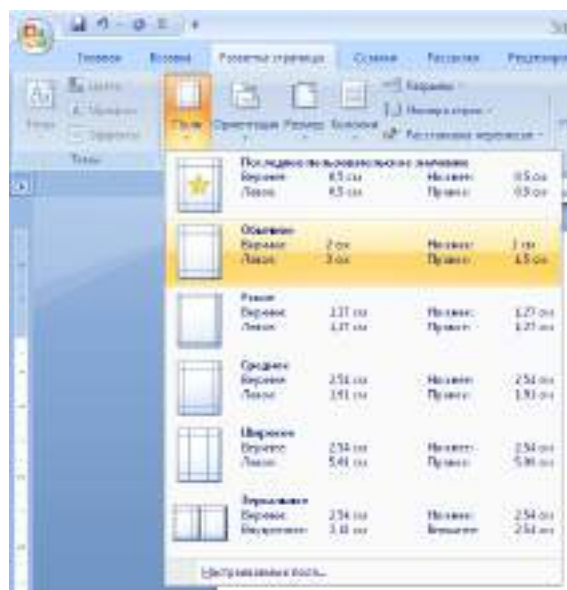 Главная Вставка Разметка страницы Ссылки Рассылки
Цвета
Шрифты
Эффекты
Темы
Поля Ориентация Размер Колонки
Разрывы
Номера строк
Расстановка переносов
Темы
Последнее пользовательское значение
Верхнее: 0,5 см Нижнее: 0,5 см
Левое: 0,5 см Правое: 0,5 см
Обычное
Верхнее: 2 см Нижнее: 2 см
Левое: 3 см Правое: 1,5 см
Узкое
Верхнее: 1,27 см Нижнее: 1,27 см
Левое: 1,27 см Правое: 1,27 см
Среднее
Верхнее: 2,54 см Нижнее: 2,54 см
Левое: 1,91 см Правое: 1,91 см
Широкое
Верхнее: 2,54 см Нижнее: 2,54 см
Левое: 5,08 см Правое: 5,08 см
Зеркальное
Верхнее: 2,54 см Нижнее: 2,54 см
Внутреннее: 3,18 см Внешнее: 2,54 см
Настраиваемые поля...